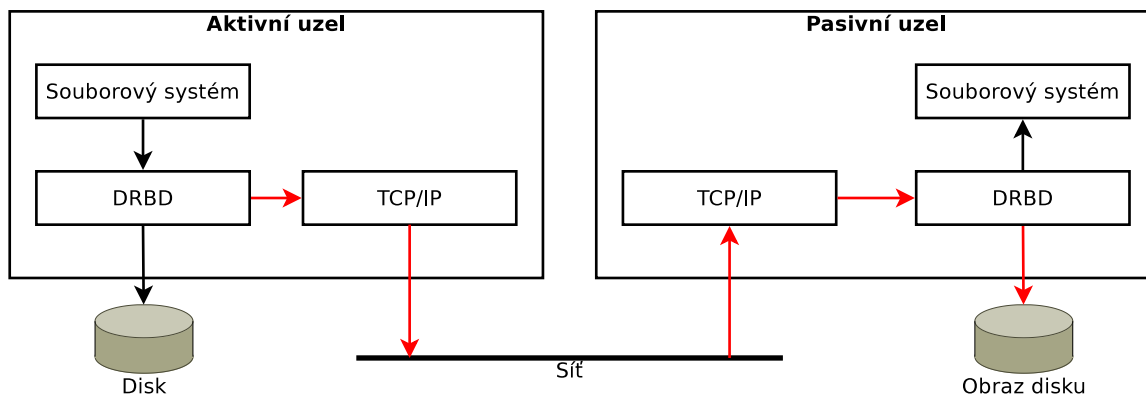 Aktivní uzel
Souborový systém
DRBD
TCP/IP
Disk
Síť
Pasivní uzel
Souborový systém
TCP/IP
DRBD
Obraz disku